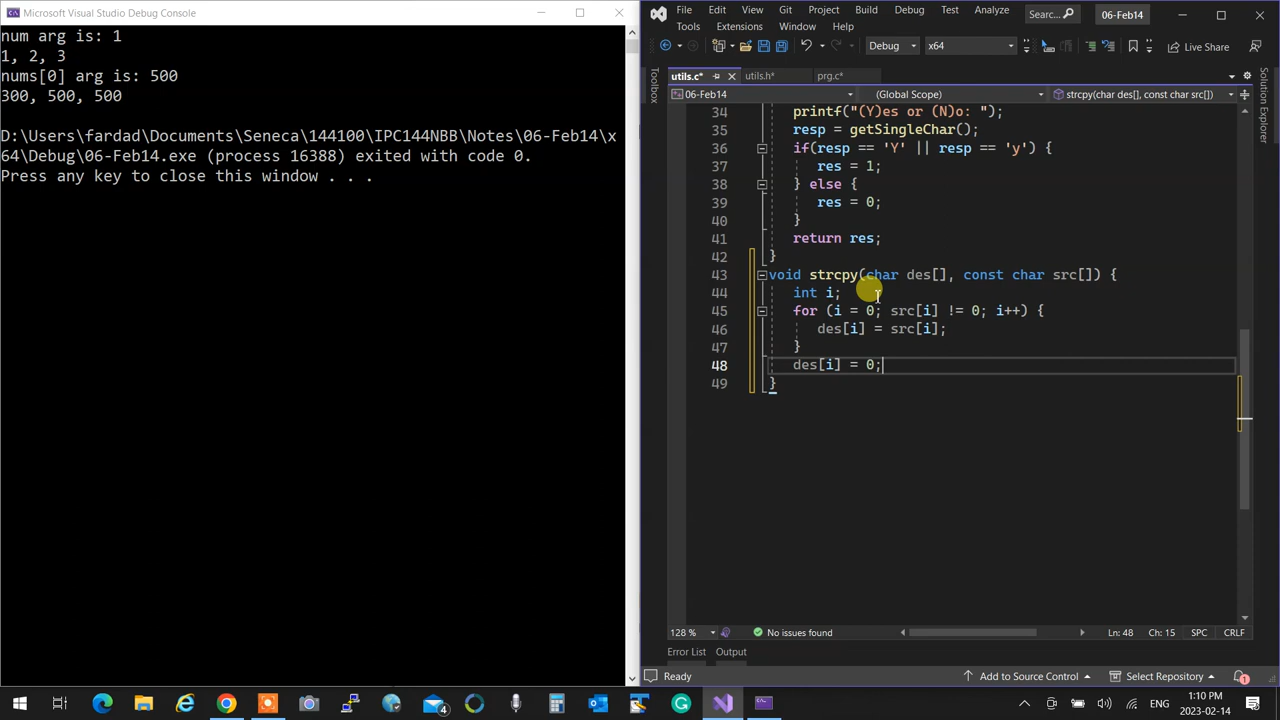 Microsoft Visual Studio Debug Console
num arg is: 1
1, 2, 3
nums[0] arg is: 500
300, 500, 500
D:\Users\fardad\Documents\Seneca\144100\IPC144NBB\Notes\06-Feb14\x
64\Debug\06-Feb14.exe (process 16388) exited with code 0.
Press any key to close this window . . .
File Edit View Git Project Build Debug Test Analyze
Tools Extensions Window Help
Searc...
06-Feb14
Debug
x64
Live Share
utils.c*
utils.h*
prg.c*
06-Feb14
(Global Scope)
strcpy(char des[], const char src[])
Toolbox
Solution Explorer
34 printf("(Y)es or (N)o: ");
35 resp = getSingleChar();
36 if(resp == 'Y' || resp == 'y') {
37 res = 1;
38 } else {
39 res = 0;
40 }
41 return res;
42 }
43 void strcpy(char des[], const char src[]) {
44 int i;
45 for (i = 0; src[i] != 0; i++) {
46 des[i] = src[i];
47 }
48 des[i] = 0;
49 }
128 %
No issues found
Ln: 48 Ch: 15 SPC CRLF
Error List Output
Ready
Add to Source Control
Select Repository
1
4
ENG
1:10 PM
2023-02-14